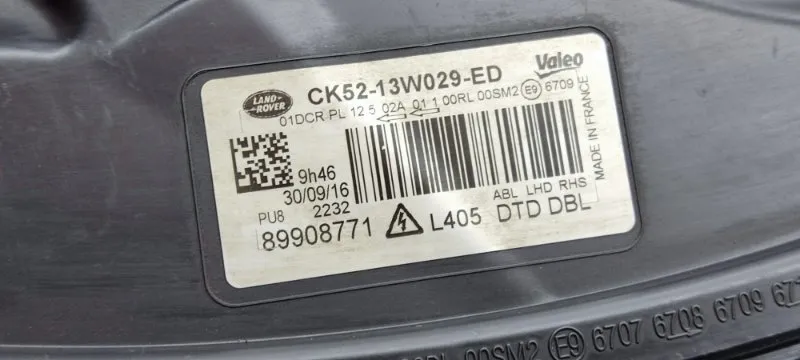 LAND-
ROVER
CK52-13W029-ED
Valeo
01DCR PL 12 5 02A 01 1 00RL 00SM2 E9 6709
MADE IN FRANCE
9h46
30/09/16
2232
PU8
ABL LHD RHS
89908771 L405 DTD DBL
00SM2 E9 6707 6708 6709